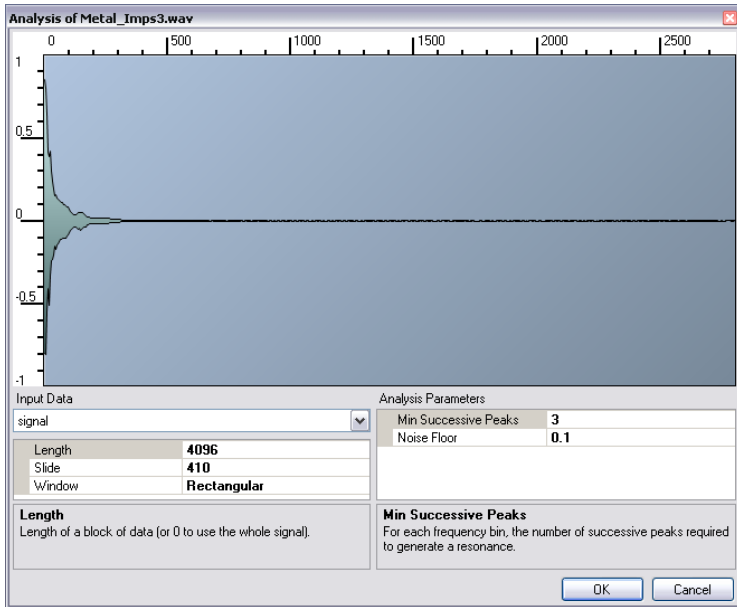 Analysis of Metal_Imps3.wav
0 500 1000 1500 2000 2500
1
0.5
0
-0.5
-1
Input Data
signal
Length 4096
Slide 410
Window Rectangular
Length
Length of a block of data (or 0 to use the whole signal).
Analysis Parameters
Min Successive Peaks 3
Noise Floor 0.1
Min Successive Peaks
For each frequency bin, the number of successive peaks required
to generate a resonance.
OK Cancel